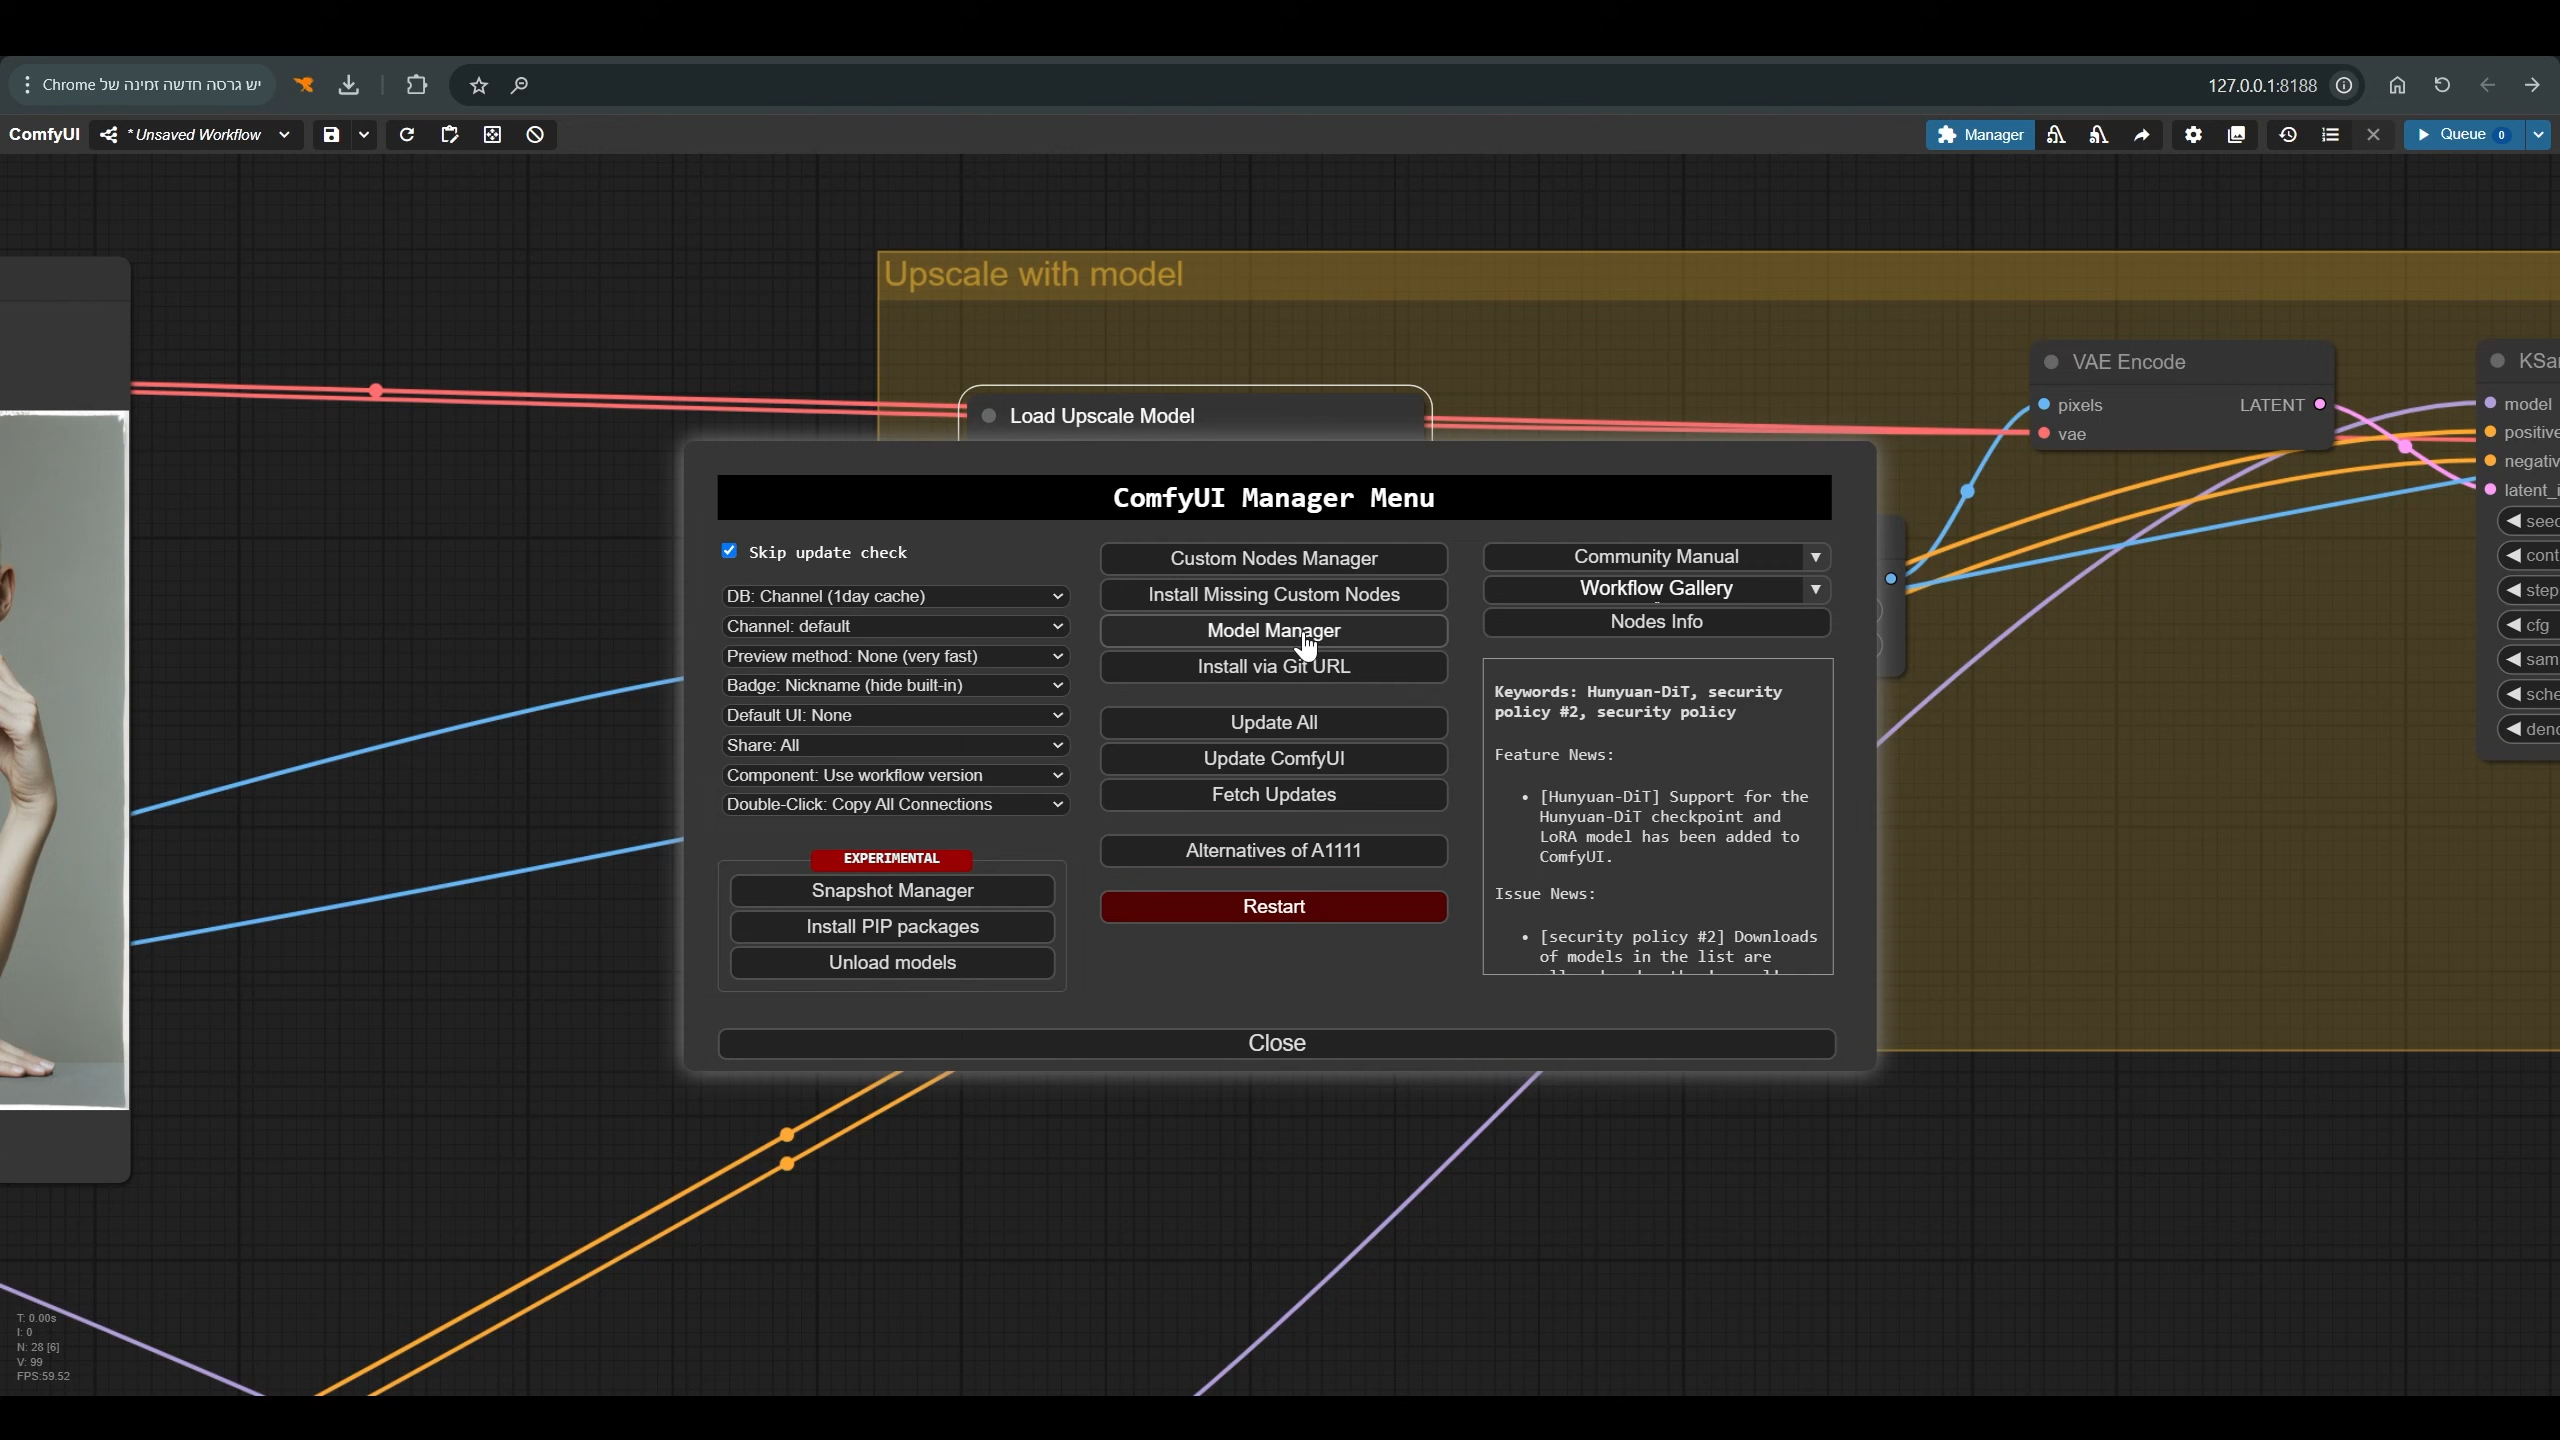 יש גרסה חדשה זמינה של Chrome
127.0.0.1:8188
ComfyUI
*Unsaved Workflow
Manager
Queue 0
Upscale with model
Load Upscale Model
VAE Encode
pixels
LATENT
vae
model
ComfyUI Manager Menu
Skip update check
DB: Channel (1day cache)
Channel: default
Preview method: None (very fast)
Badge: Nickname (hide built-in)
Default UI: None
Share: All
Component: Use workflow version
Double-Click: Copy All Connections
EXPERIMENTAL
Snapshot Manager
Install PIP packages
Unload models
Custom Nodes Manager
Install Missing Custom Nodes
Model Manager
Install via Git URL
Update All
Update ComfyUI
Fetch Updates
Alternatives of A1111
Restart
Community Manual
Workflow Gallery
Nodes Info
Keywords: Hunyuan-DiT, security
policy #2, security policy
Feature News:
• [Hunyuan-DiT] Support for the
Hunyuan-DiT checkpoint and
LoRA model has been added to
ComfyUI.
Issue News:
• [security policy #2] Downloads
of models in the list are
Close
KSa
positive
negativ
latent_i
seed
cont
step
cfg
sam
sche
deno
T: 0.00s
I: 0
N: 28 [6]
V: 99
FPS:59.52